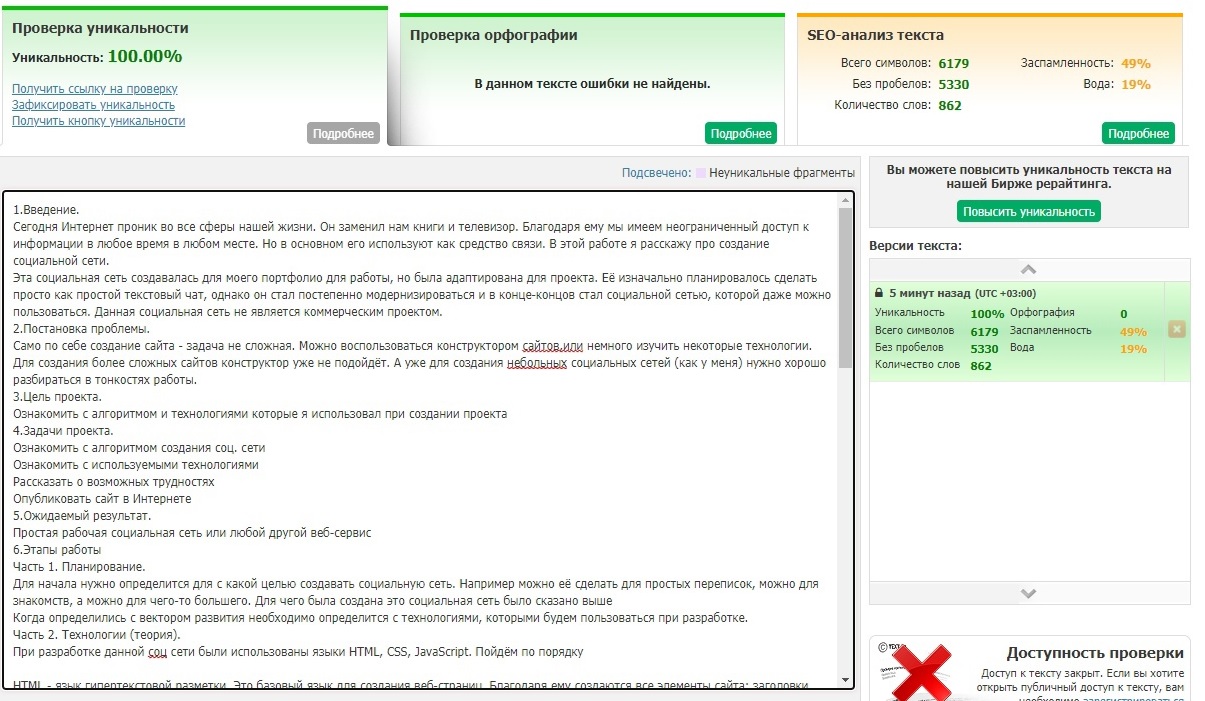 Проверка уникальности
Уникальность: 100.00%
Получить ссылку на проверку
Зафиксировать уникальность
Получить кнопку уникальности
Подробнее
Проверка орфографии
В данном тексте ошибки не найдены.
Подробнее
SEO-анализ текста
Всего символов: 6179 Заспамленность: 49%
Без пробелов: 5330 Вода: 19%
Количество слов: 862
Подробнее
Подсвечено: Неуникальные фрагменты
1.Введение.
Сегодня Интернет проник во все сферы нашей жизни. Он заменил нам книги и телевизор. Благодаря ему мы имеем неограниченный доступ к
информации в любое время в любом месте. Но в основном его используют как средство связи. В этой работе я расскажу про создание
социальной сети.
Эта социальная сеть создавалась для моего портфолио для работы, но была адаптирована для проекта. Её изначально планировалось сделать
просто как простой текстовый чат, однако он стал постепенно модернизироваться и в конце-концов стал социальной сетью, которой даже можно
пользоваться. Данная социальная сеть не является коммерческим проектом.
2.Постановка проблемы.
Само по себе создание сайта - задача не сложная. Можно воспользоваться конструктором сайтов,или немного изучить некоторые технологии.
Для создания более сложных сайтов конструктор уже не подойдёт. А уже для создания небольных социальных сетей (как у меня) нужно хорошо
разбираться в тонкостях работы.
3.Цель проекта.
Ознакомить с алгоритмом и технологиями которые я использовал при создании проекта
4.Задачи проекта.
Ознакомить с алгоритмом создания соц. сети
Ознакомить с используемыми технологиями
Рассказать о возможных трудностях
Опубликовать сайт в Интернете
5.Ожидаемый результат.
Простая рабочая социальная сеть или любой другой веб-сервис
6.Этапы работы
Часть 1. Планирование.
Для начала нужно определится для с какой целью создавать социальную сеть. Например можно её сделать для простых переписок, можно для
знакомств, а можно для чего-то большего. Для чего была создана это социальная сеть было сказано выше
Когда определились с вектором развития необходимо определится с технологиями, которыми будем пользоваться при разработке.
Часть 2. Технологии (теория).
При разработке данной соц сети были использованы языки HTML, CSS, JavaScript. Пойдём по порядку
HTML - язык гипертекстовой разметки. Это базовый язык для создания веб-страниц. Благодаря ему создаются все элементы сайта: заголовки,
Вы можете повысить уникальность текста на
нашей Бирже рерайтинга.
Повысить уникальность
Версии текста:
5 минут назад (UTC +03:00)
Уникальность 100% Орфография 0
Всего символов 6179 Заспамленность 49%
Без пробелов 5330 Вода 19%
Количество слов 862
Доступность проверки
Доступ к тексту закрыт. Если вы хотите
открыть публичный доступ к тексту, вам
необходимо зарегистрироваться